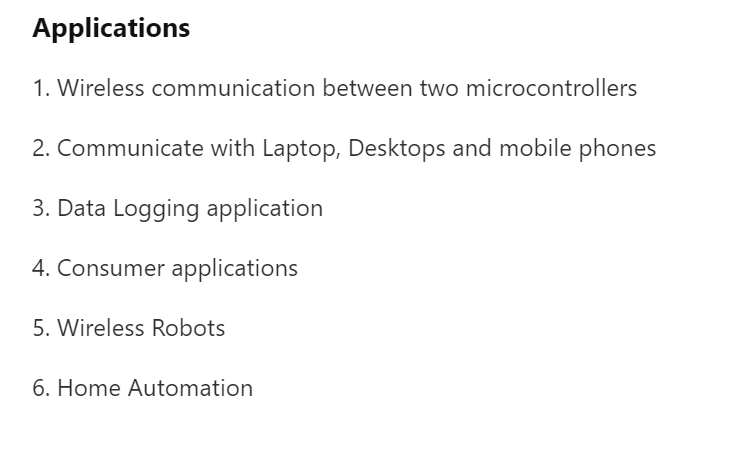 Applications
1. Wireless communication between two microcontrollers
2. Communicate with Laptop, Desktops and mobile phones
3. Data Logging application
4. Consumer applications
5. Wireless Robots
6. Home Automation